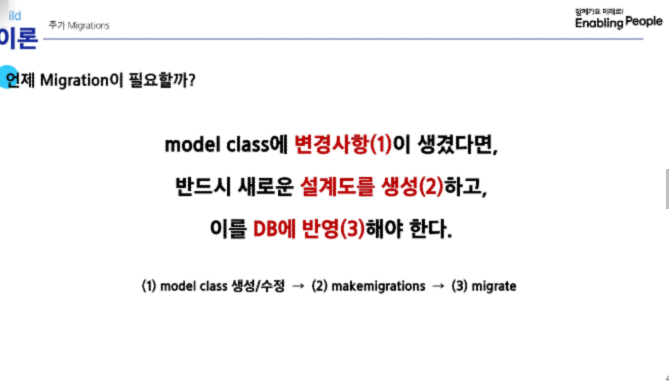 ild
이론
추가 Migrations
함께가요 미래로!
Enabling People
언제 Migration이 필요할까?
model class에 변경사항(1)이 생겼다면,
반드시 새로운 설계도를 생성(2)하고,
이를 DB에 반영(3)해야 한다.
(1) model class 생성/수정 → (2) makemigrations → (3) migrate